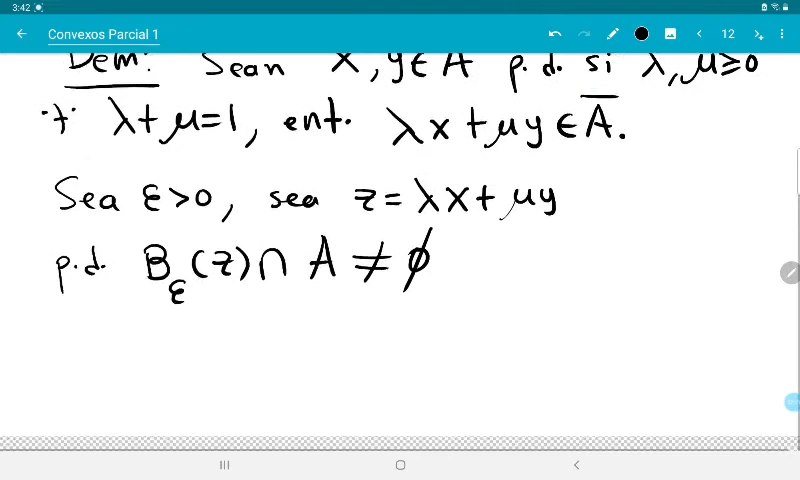 3:42
Convexos Parcial 1
12
Dem: Sean x, y ∈ A p.d. si λ, μ ≥ 0
·t· λ + μ = 1, ent. λx + μy ∈ A̅.
Sea ε > 0, sea z = λx + μy
p.d. B_ε(z) ∩ A ≠ ∅